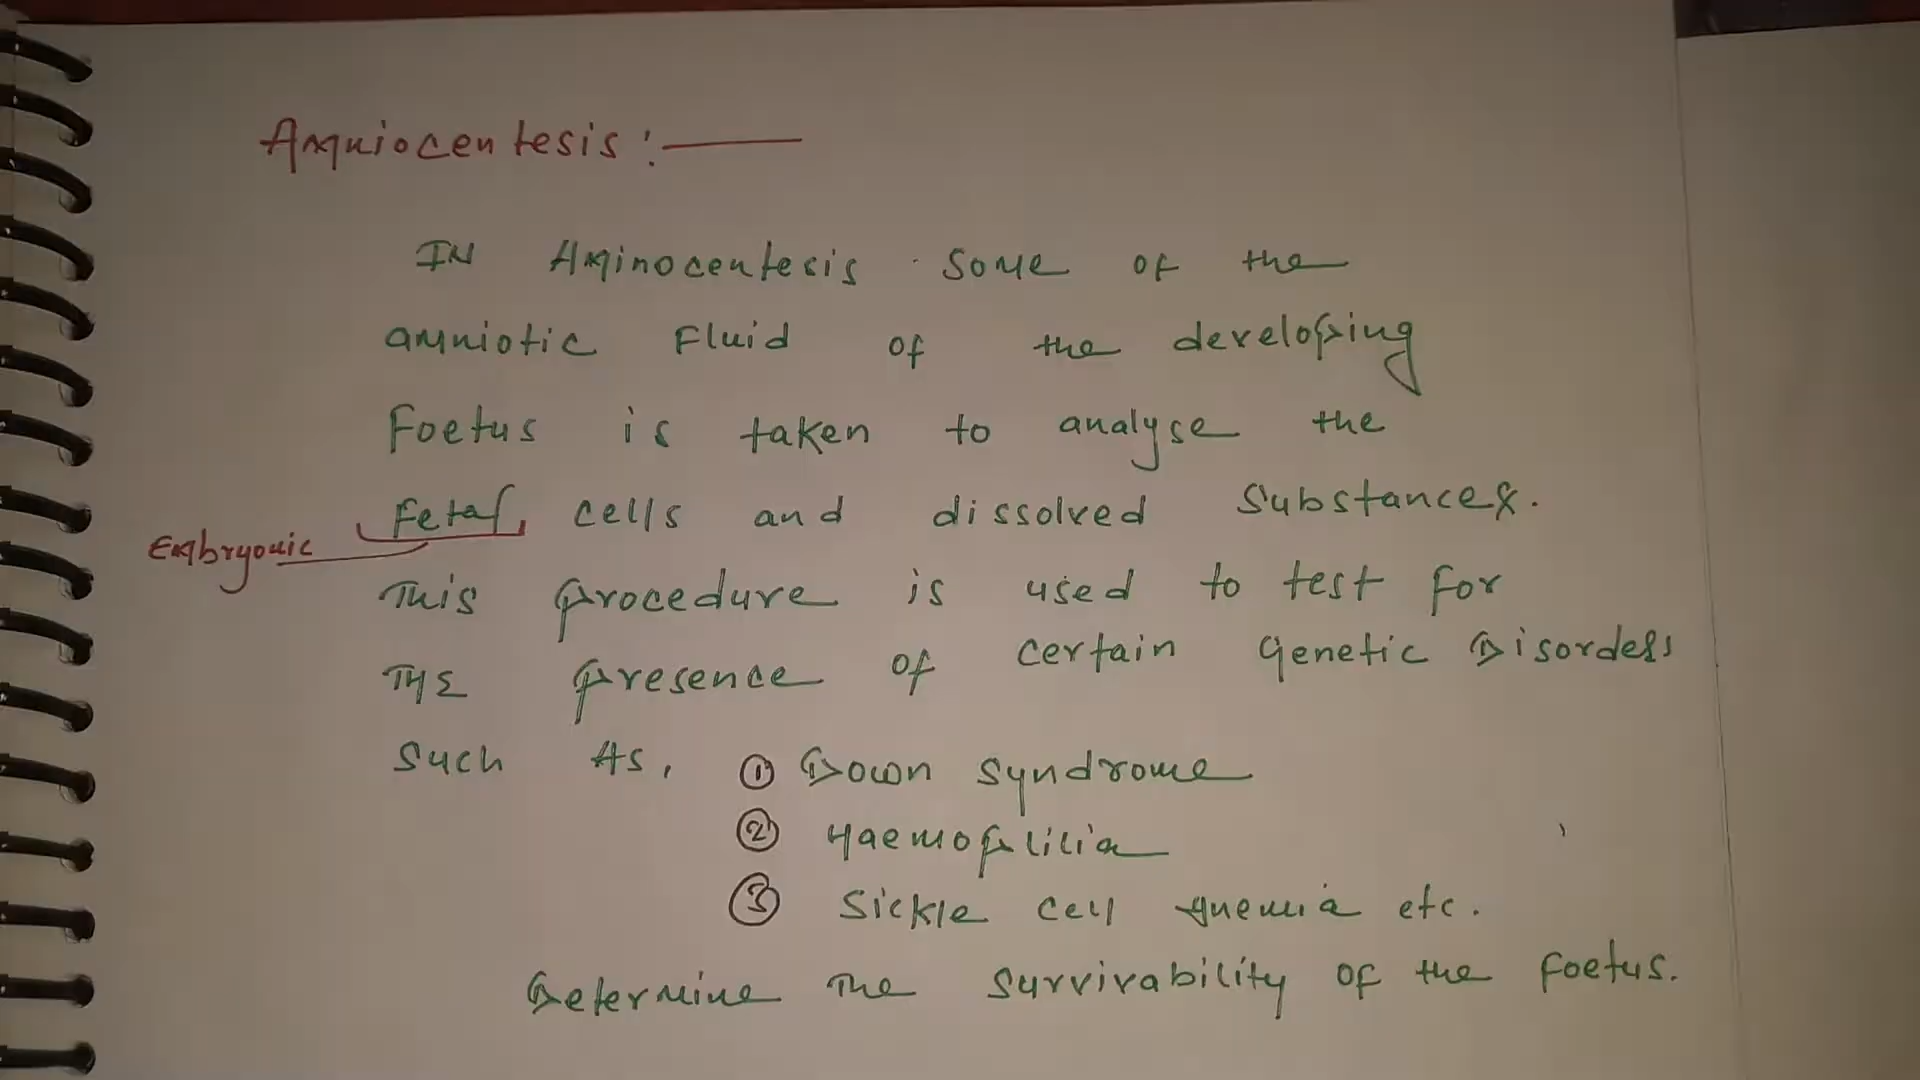 Amniocentesis :—
IN Aminocentesis some of the
amniotic Fluid of the developing
Foetus is taken to analyse the
Fetal cells and dissolved Substances.
Embryonic
This procedure is used to test for
THE presence of certain Genetic Disorders
Such As, ① Down syndrome
② Haemophilia
③ Sickle cell anemia etc.
Determine The Survivability of the foetus.